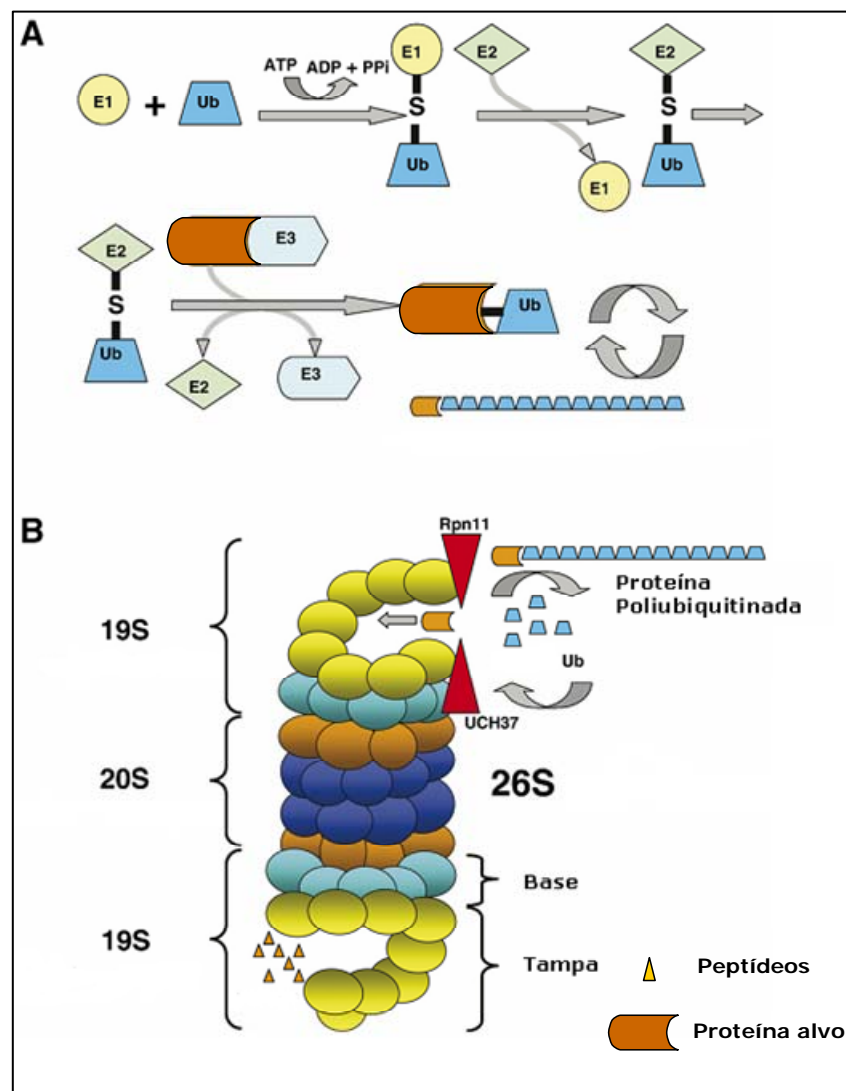 A
E1
+
Ub
ATP
ADP + PPi
E1
S
Ub
E2
E1
E2
S
Ub
E2
S
Ub
E3
E2
E3
Ub
B
19S
20S
19S
Rpn11
UCH37
Proteína
Poliubiquitinada
Ub
26S
Base
Tampa
Peptídeos
Proteína alvo